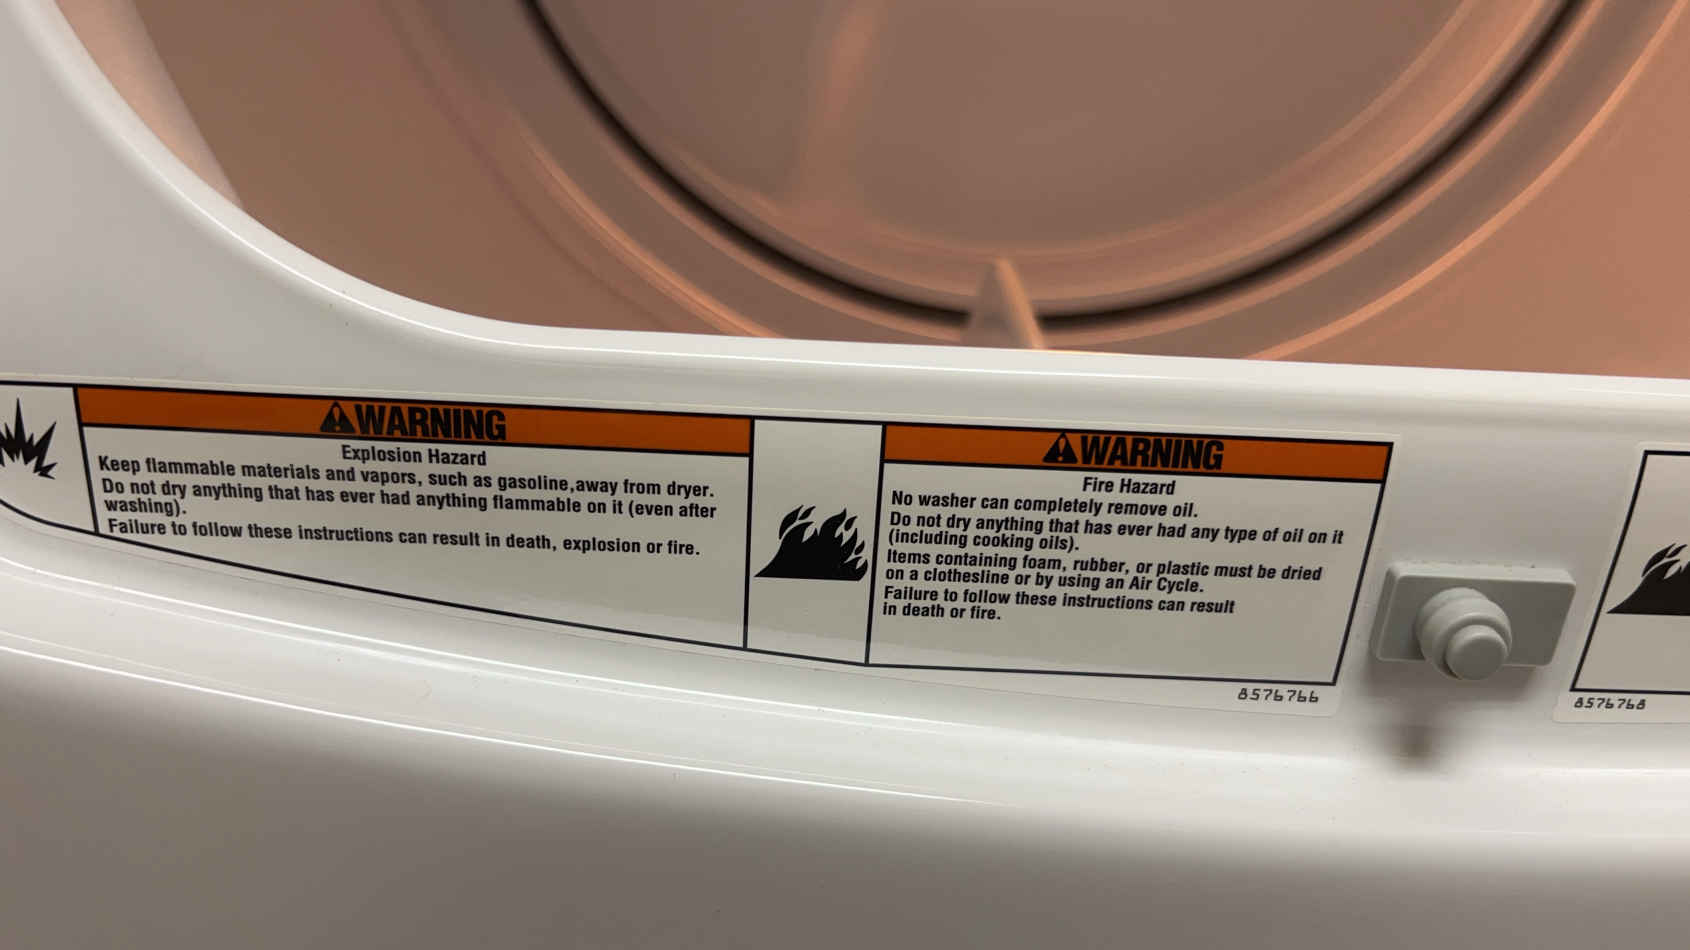 WARNING
Explosion Hazard
Keep flammable materials and vapors, such as gasoline,away from dryer.
Do not dry anything that has ever had anything flammable on it (even after
washing).
Failure to follow these instructions can result in death, explosion or fire.
WARNING
Fire Hazard
No washer can completely remove oil.
Do not dry anything that has ever had any type of oil on it
(including cooking oils).
Items containing foam, rubber, or plastic must be dried
on a clothesline or by using an Air Cycle.
Failure to follow these instructions can result
in death or fire.
8576766
8576768